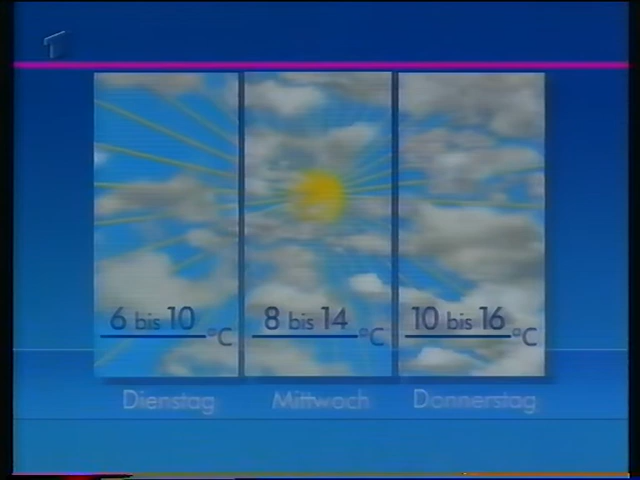 6 bis 10 °C
8 bis 14 °C
10 bis 16 °C
Dienstag
Mittwoch
Donnerstag